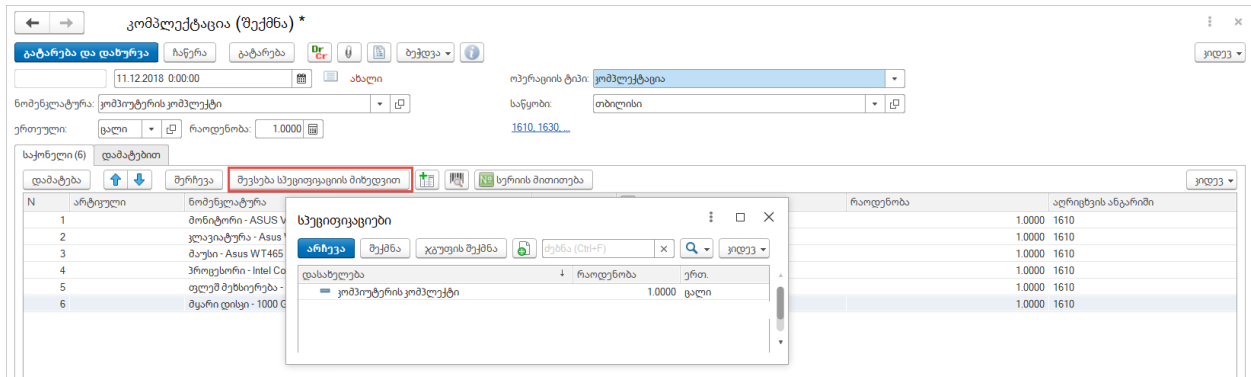 კომპლექტაცია (შექმნა) *
გატარება და დახურვა ჩაწერა გატარება Dr Cr ბეჭდვა კიდევ
11.12.2018 0:00:00 ახალი ოპერაციის ტიპი: კომპლექტაცია
ნომენკლატურა: კომპიუტერის კომპლექტი საწყობი: თბილისი
ერთეული: ცალი რაოდენობა: 1.0000 1610, 1630, ...
საქონელი (6) დამატებით
დამატება შერჩევა შევსება სპეციფიკაციის მიხედვით სერიის მითითება კიდევ
N არტიკული ნომენკლატურა რაოდენობა აღრიცხვის ანგარიში
1 მონიტორი - ASUS V 1.0000 1610
2 კლავიატურა - Asus 1.0000 1610
3 მაუსი - Asus WT465 1.0000 1610
4 პროცესორი - Intel Co 1.0000 1610
5 ფლეშ მეხსიერება - 1.0000 1610
6 მყარი დისკი - 1000 G 1.0000 1610
სპეციფიკაციები
არჩევა შექმნა ჯგუფის შექმნა ძებნა (Ctrl+F) კიდევ
დასახელება რაოდენობა ერთ.
კომპიუტერის კომპლექტი 1.0000 ცალი